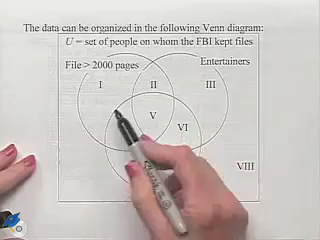 The data can be organized in the following Venn diagram:
U = set of people on whom the FBI kept files
File > 2000 pages
Entertainers
I
II
III
V
VI
VIII